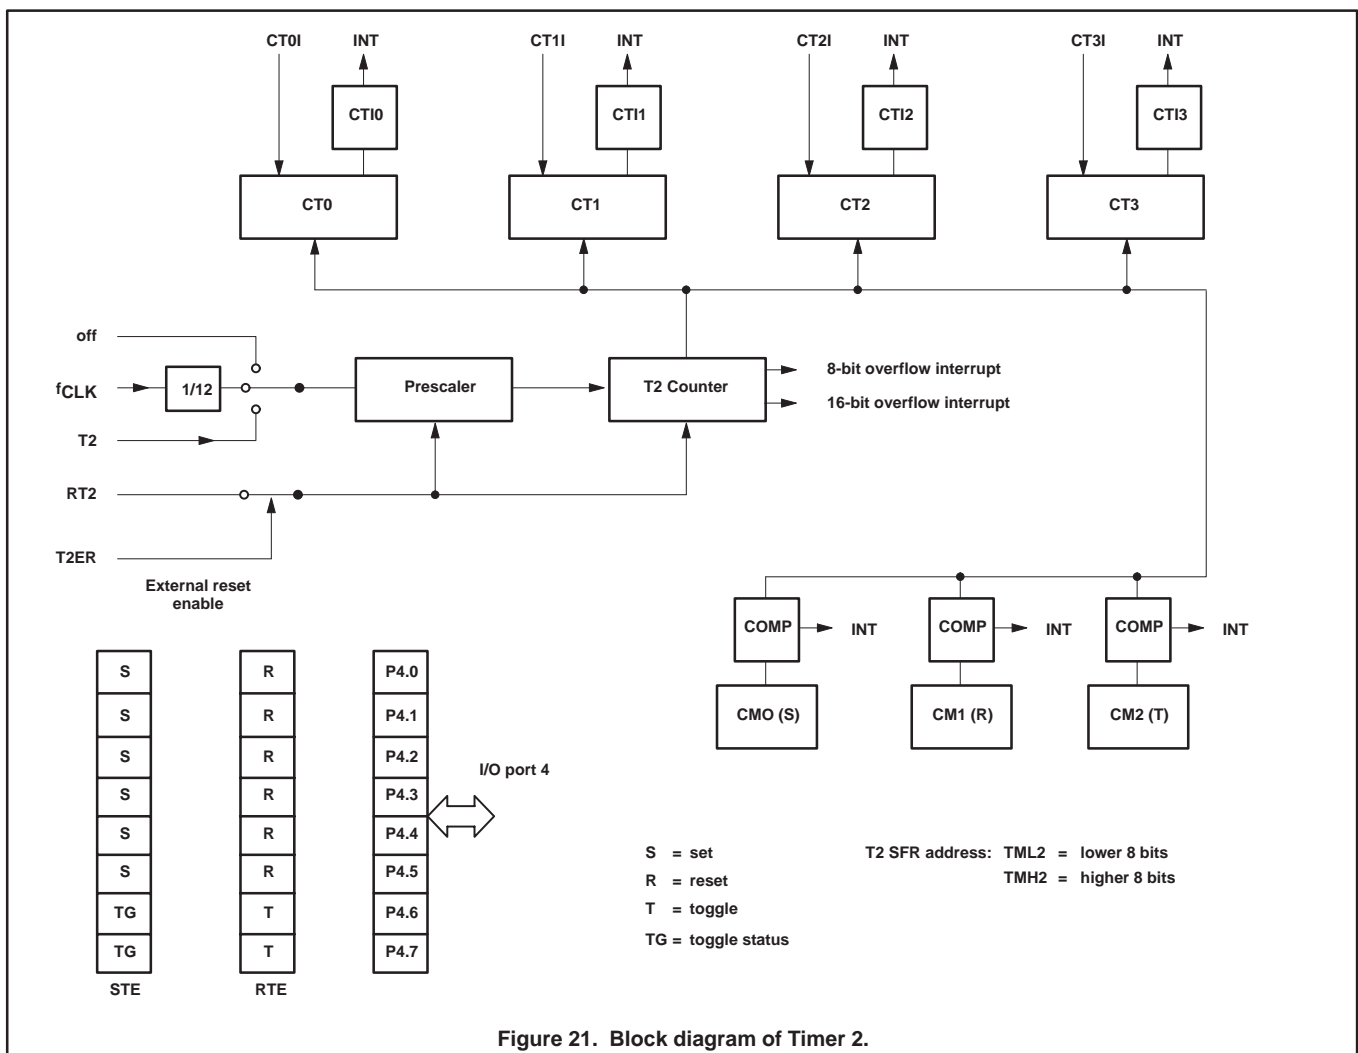 CT0I INT CT1I INT CT2I INT CT3I INT
CTI0 CTI1 CTI2 CTI3
CT0 CT1 CT2 CT3
off
fCLK 1/12 Prescaler T2 Counter
8-bit overflow interrupt
16-bit overflow interrupt
T2
RT2
T2ER
External reset
enable
COMP INT COMP INT COMP INT
CMO (S) CM1 (R) CM2 (T)
S R P4.0
S R P4.1
S R P4.2
S R P4.3
S R P4.4
S R P4.5
TG T P4.6
TG T P4.7
STE RTE
I/O port 4
S = set
R = reset
T = toggle
TG = toggle status
T2 SFR address: TML2 = lower 8 bits
TMH2 = higher 8 bits
Figure 21. Block diagram of Timer 2.